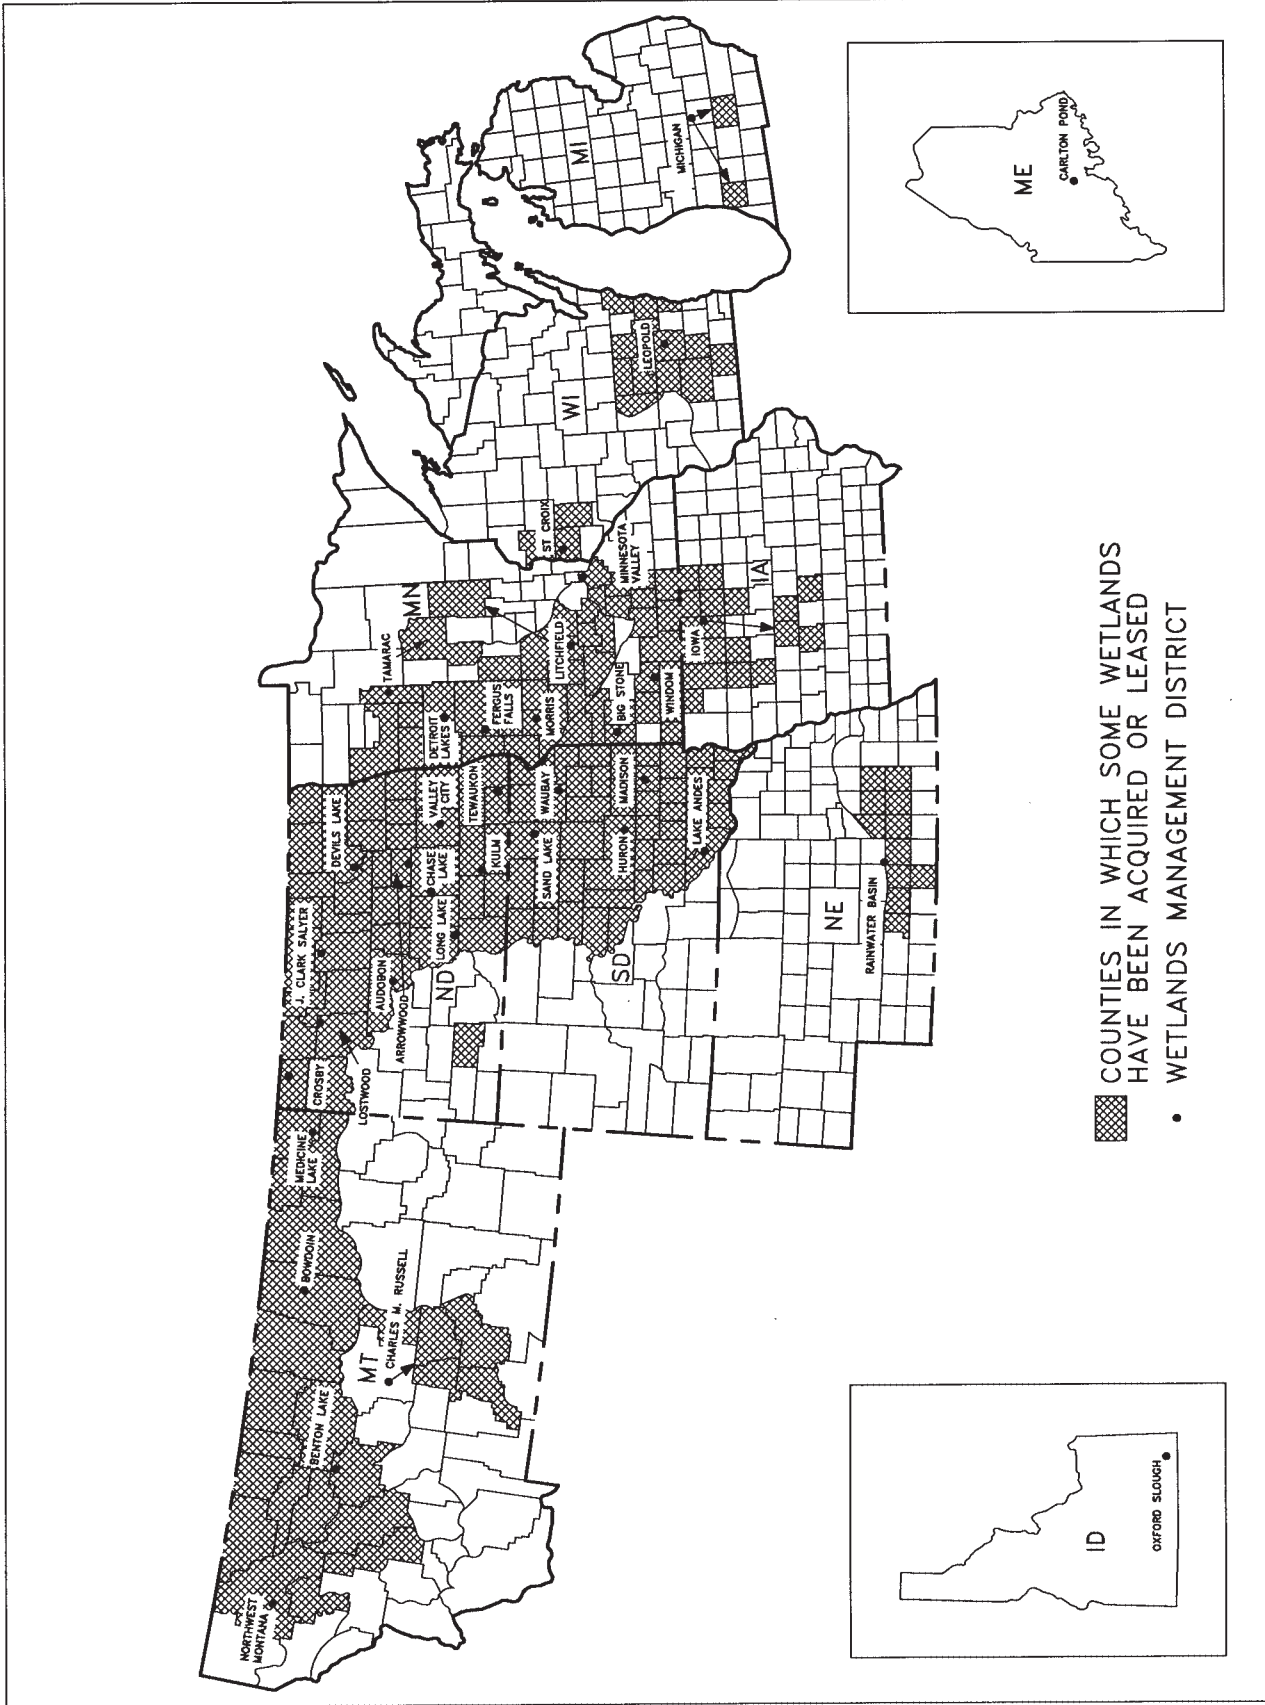 NORTHWEST
MONTANA
BENTON LAKE
BOWDOIN
MEDICINE
LAKE
MT
CHARLES M. RUSSELL
CROSBY
LOSTWOOD
J. CLARK SALYER
AUDOBON
ARROWWOOD
DEVILS LAKE
CHASE
LAKE
LONG LAKE
VALLEY
CITY
ND
KULM
TEWAUKON
SAND LAKE
WAUBAY
HURON
MADISON
LAKE ANDES
SD
NE
RAINWATER BASIN
TAMARAC
MN
DETROIT
LAKES
FERGUS
FALLS
MORRIS
LITCHFIELD
BIG STONE
WINDOM
MINNESOTA
VALLEY
IOWA
IA
ST CROIX
WI
LEOPOLD
MI
MICHIGAN
ID
OXFORD SLOUGH
ME
CARLTON POND
COUNTIES IN WHICH SOME WETLANDS
HAVE BEEN ACQUIRED OR LEASED
• WETLANDS MANAGEMENT DISTRICT